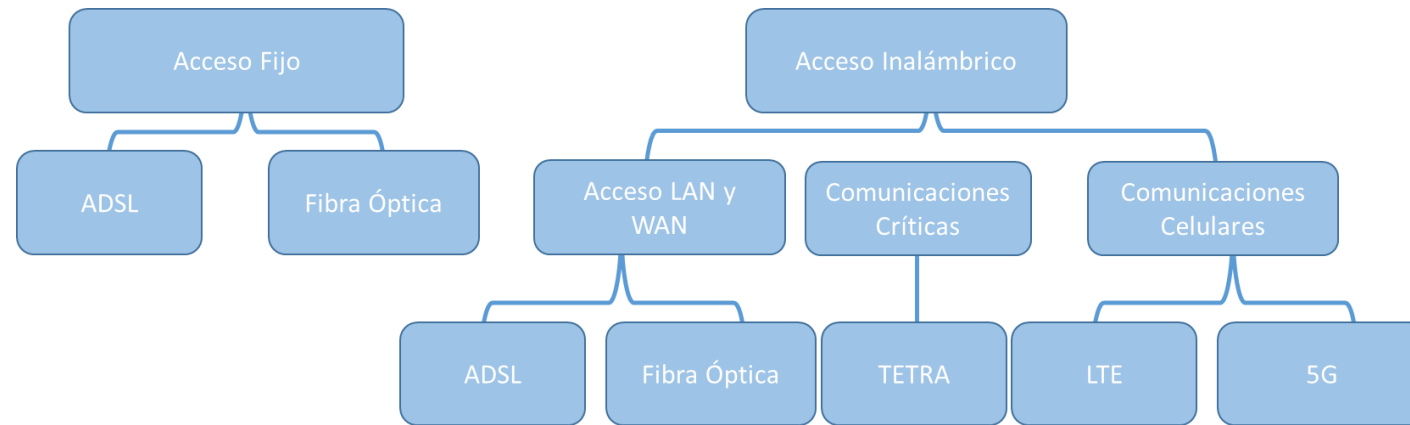 Acceso Fijo
Acceso Inalámbrico
ADSL
Fibra Óptica
Acceso LAN y
WAN
Comunicaciones
Críticas
Comunicaciones
Celulares
ADSL
Fibra Óptica
TETRA
LTE
5G